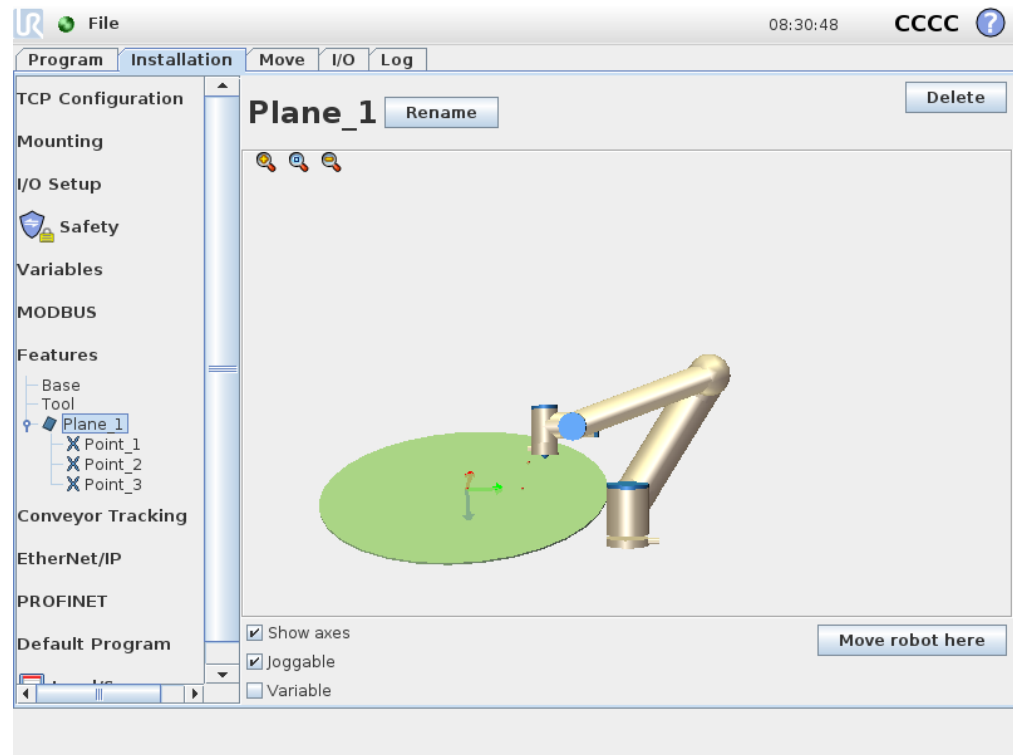 UR File 08:30:48 CCCC ?
Program Installation Move I/O Log
TCP Configuration
Mounting
I/O Setup
Safety
Variables
MODBUS
Features
Base
Tool
Plane_1
Point_1
Point_2
Point_3
Conveyor Tracking
EtherNet/IP
PROFINET
Default Program
Plane_1 Rename Delete
Show axes
Joggable
Variable
Move robot here